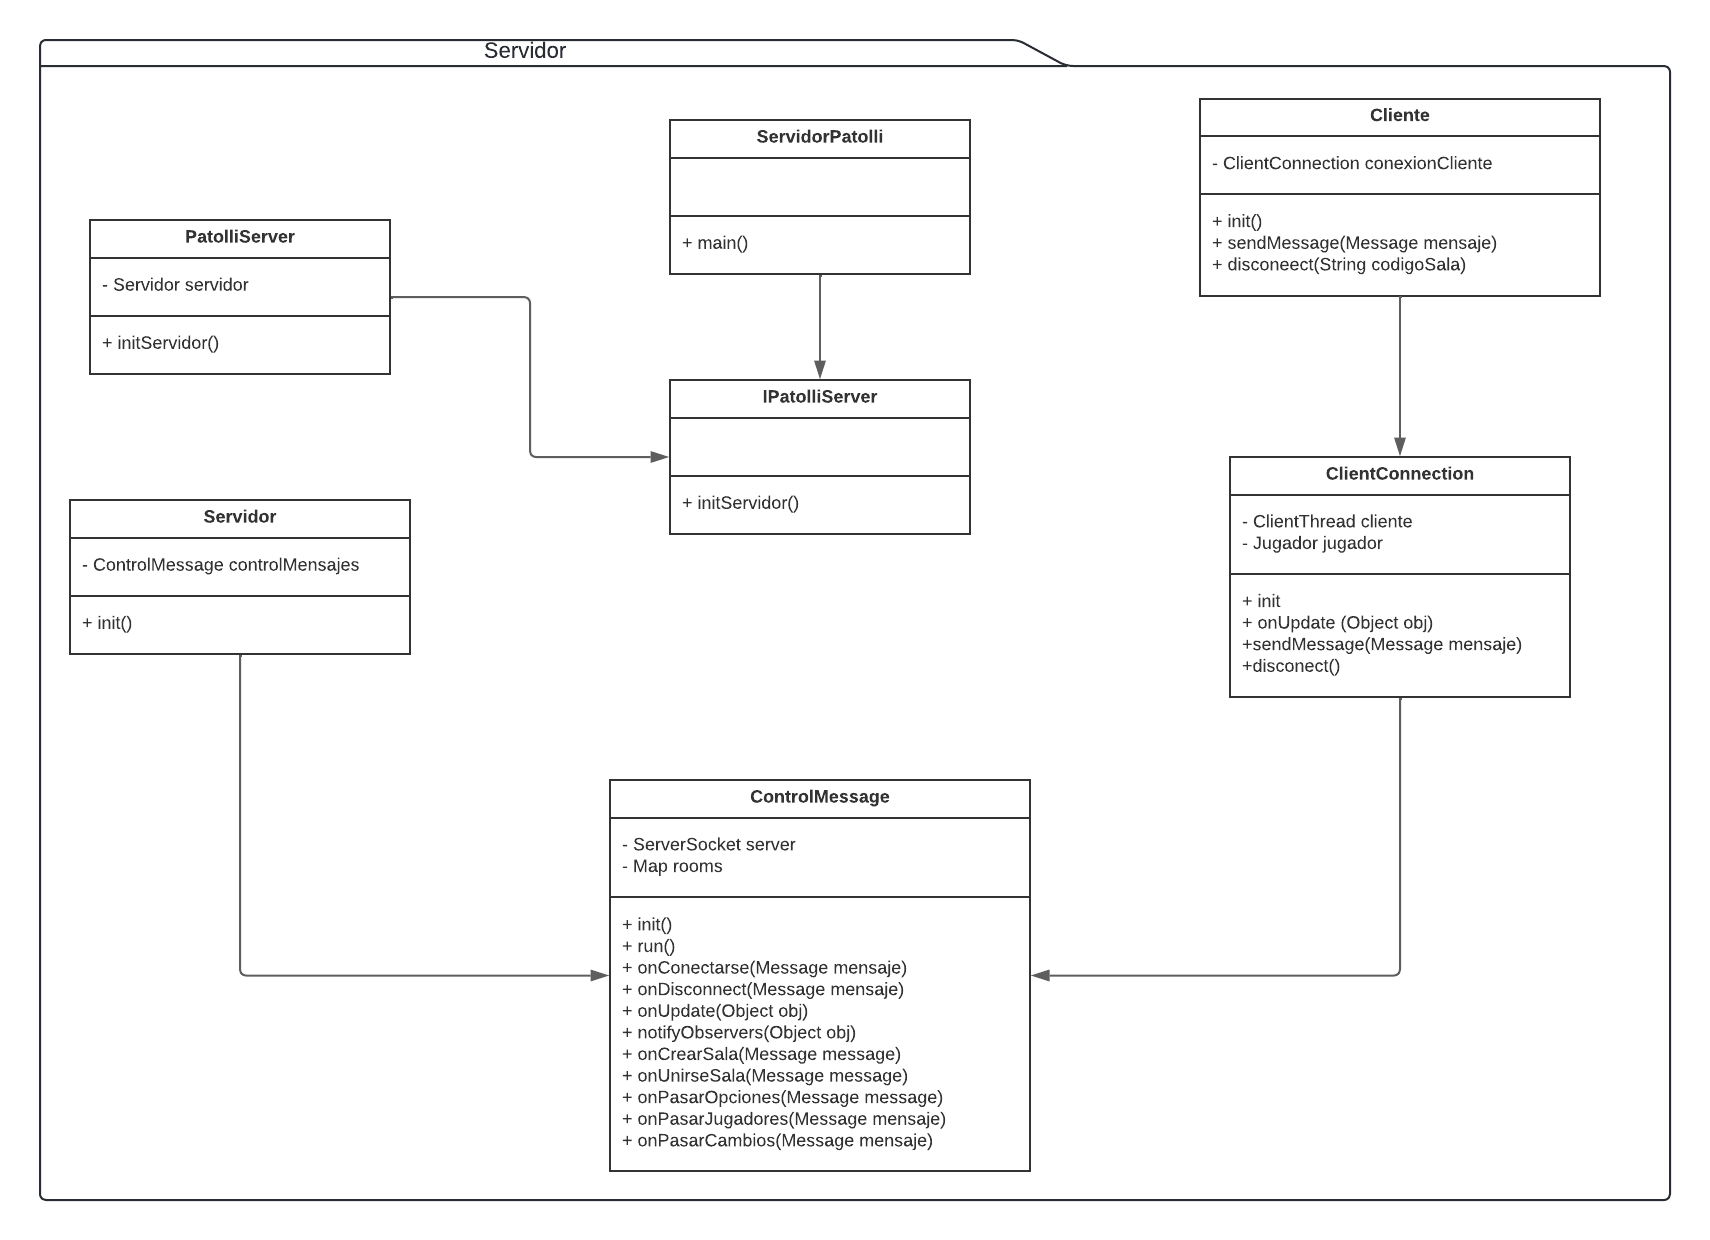 Servidor
ServidorPatolli
+ main()
Cliente
- ClientConnection conexionCliente
+ init()
+ sendMessage(Message mensaje)
+ disconeect(String codigoSala)
PatolliServer
- Servidor servidor
+ initServidor()
IPatolliServer
+ initServidor()
Servidor
- ControlMessage controlMensajes
+ init()
ClientConnection
- ClientThread cliente
- Jugador jugador
+ init
+ onUpdate (Object obj)
+sendMessage(Message mensaje)
+disconect()
ControlMessage
- ServerSocket server
- Map rooms
+ init()
+ run()
+ onConectarse(Message mensaje)
+ onDisconnect(Message mensaje)
+ onUpdate(Object obj)
+ notifyObservers(Object obj)
+ onCrearSala(Message message)
+ onUnirseSala(Message message)
+ onPasarOpciones(Message message)
+ onPasarJugadores(Message mensaje)
+ onPasarCambios(Message mensaje)